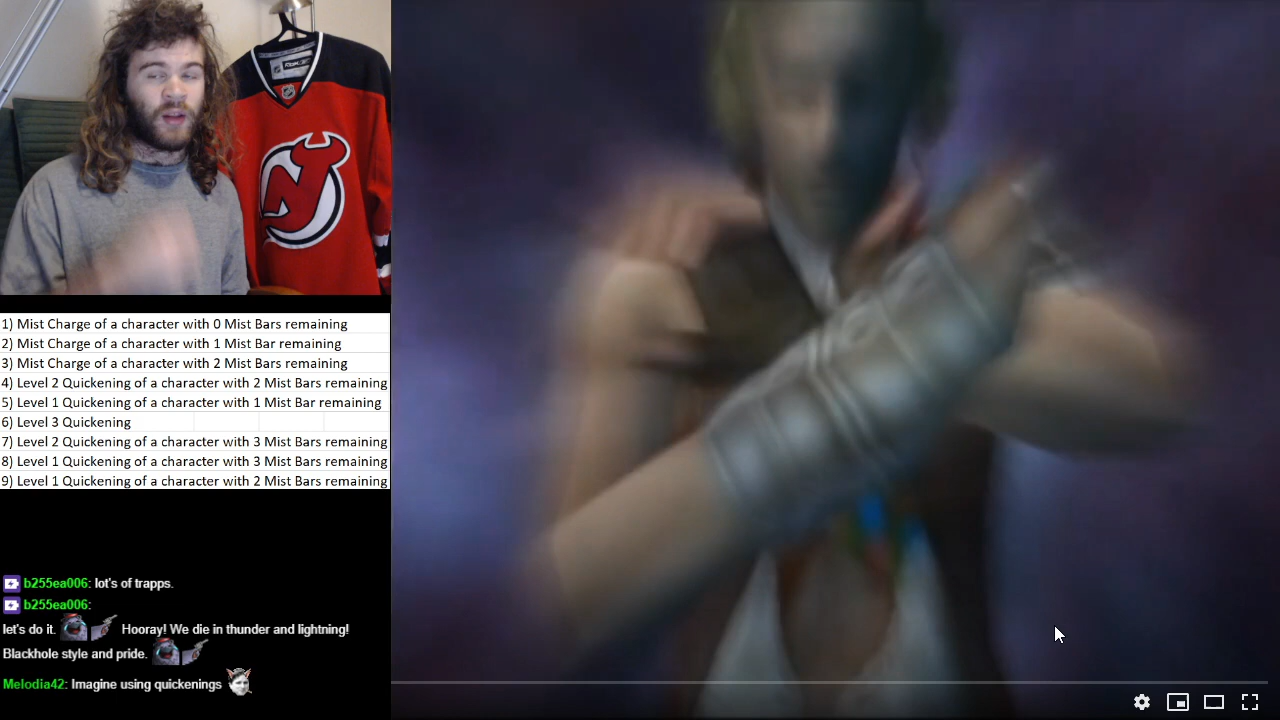 1) Mist Charge of a character with 0 Mist Bars remaining
2) Mist Charge of a character with 1 Mist Bar remaining
3) Mist Charge of a character with 2 Mist Bars remaining
4) Level 2 Quickening of a character with 2 Mist Bars remaining
5) Level 1 Quickening of a character with 1 Mist Bar remaining
6) Level 3 Quickening
7) Level 2 Quickening of a character with 3 Mist Bars remaining
8) Level 1 Quickening of a character with 3 Mist Bars remaining
9) Level 1 Quickening of a character with 2 Mist Bars remaining
b255ea006: lot's of trapps.
b255ea006:
let's do it. Hooray! We die in thunder and lightning!
Blackhole style and pride.
Melodia42: Imagine using quickenings